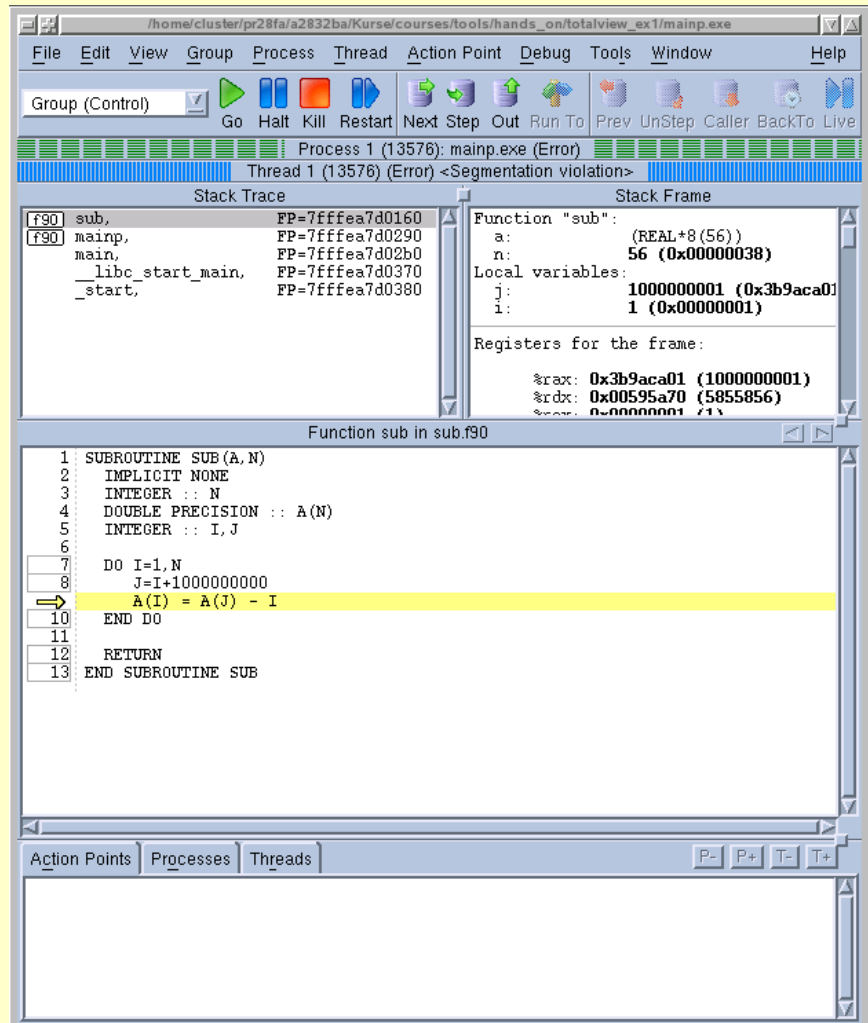 /home/cluster/pr28fa/a2832ba/Kurse/courses/tools/hands_on/totalview_ex1/mainp.exe
File Edit View Group Process Thread Action Point Debug Tools Window Help
Group (Control)
Go Halt Kill Restart Next Step Out Run To Prev UnStep Caller BackTo Live
Process 1 (13576): mainp.exe (Error)
Thread 1 (13576) (Error) <Segmentation violation>
Stack Trace
f90 sub, FP=7fffea7d0160
f90 mainp, FP=7fffea7d0290
main, FP=7fffea7d02b0
__libc_start_main, FP=7fffea7d0370
_start, FP=7fffea7d0380
Stack Frame
Function "sub":
a: (REAL*8(56))
n: 56 (0x00000038)
Local variables:
j: 1000000001 (0x3b9aca01
i: 1 (0x00000001)
Registers for the frame:
%rax: 0x3b9aca01 (1000000001)
%rdx: 0x00595a70 (5855856)
%rcx: 0x00000001 (1)
Function sub in sub.f90
1 SUBROUTINE SUB(A,N)
2 IMPLICIT NONE
3 INTEGER :: N
4 DOUBLE PRECISION :: A(N)
5 INTEGER :: I,J
6
7 DO I=1,N
8 J=I+1000000000
A(I) = A(J) - I
10 END DO
11
12 RETURN
13 END SUBROUTINE SUB
Action Points Processes Threads P- P+ T- T+